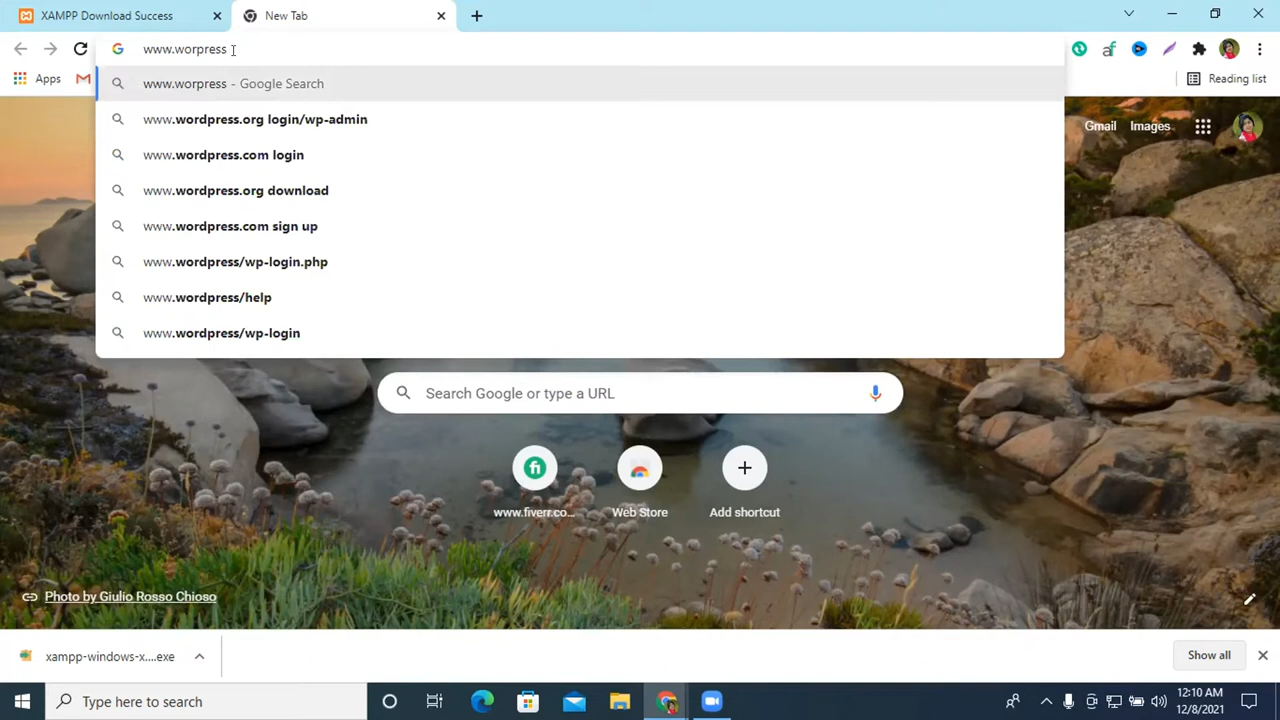 XAMPP Download Success
New Tab
www.worpress
Apps
Reading list
www.worpress - Google Search
www.wordpress.org login/wp-admin
www.wordpress.com login
www.wordpress.org download
www.wordpress.com sign up
www.wordpress/wp-login.php
www.wordpress/help
www.wordpress/wp-login
Gmail Images
Search Google or type a URL
www.fiverr.co...
Web Store
Add shortcut
Photo by Giulio Rosso Chioso
xampp-windows-x....exe
Show all
Type here to search
12:10 AM
12/8/2021